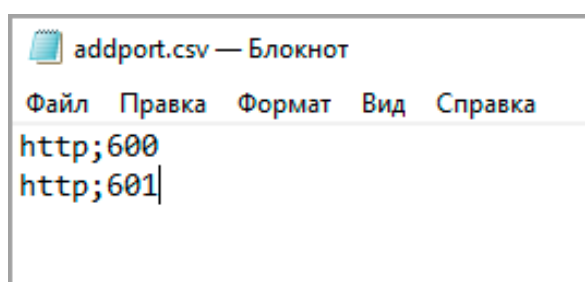 addport.csv — Блокнот
Файл Правка Формат Вид Справка
http;600
http;601